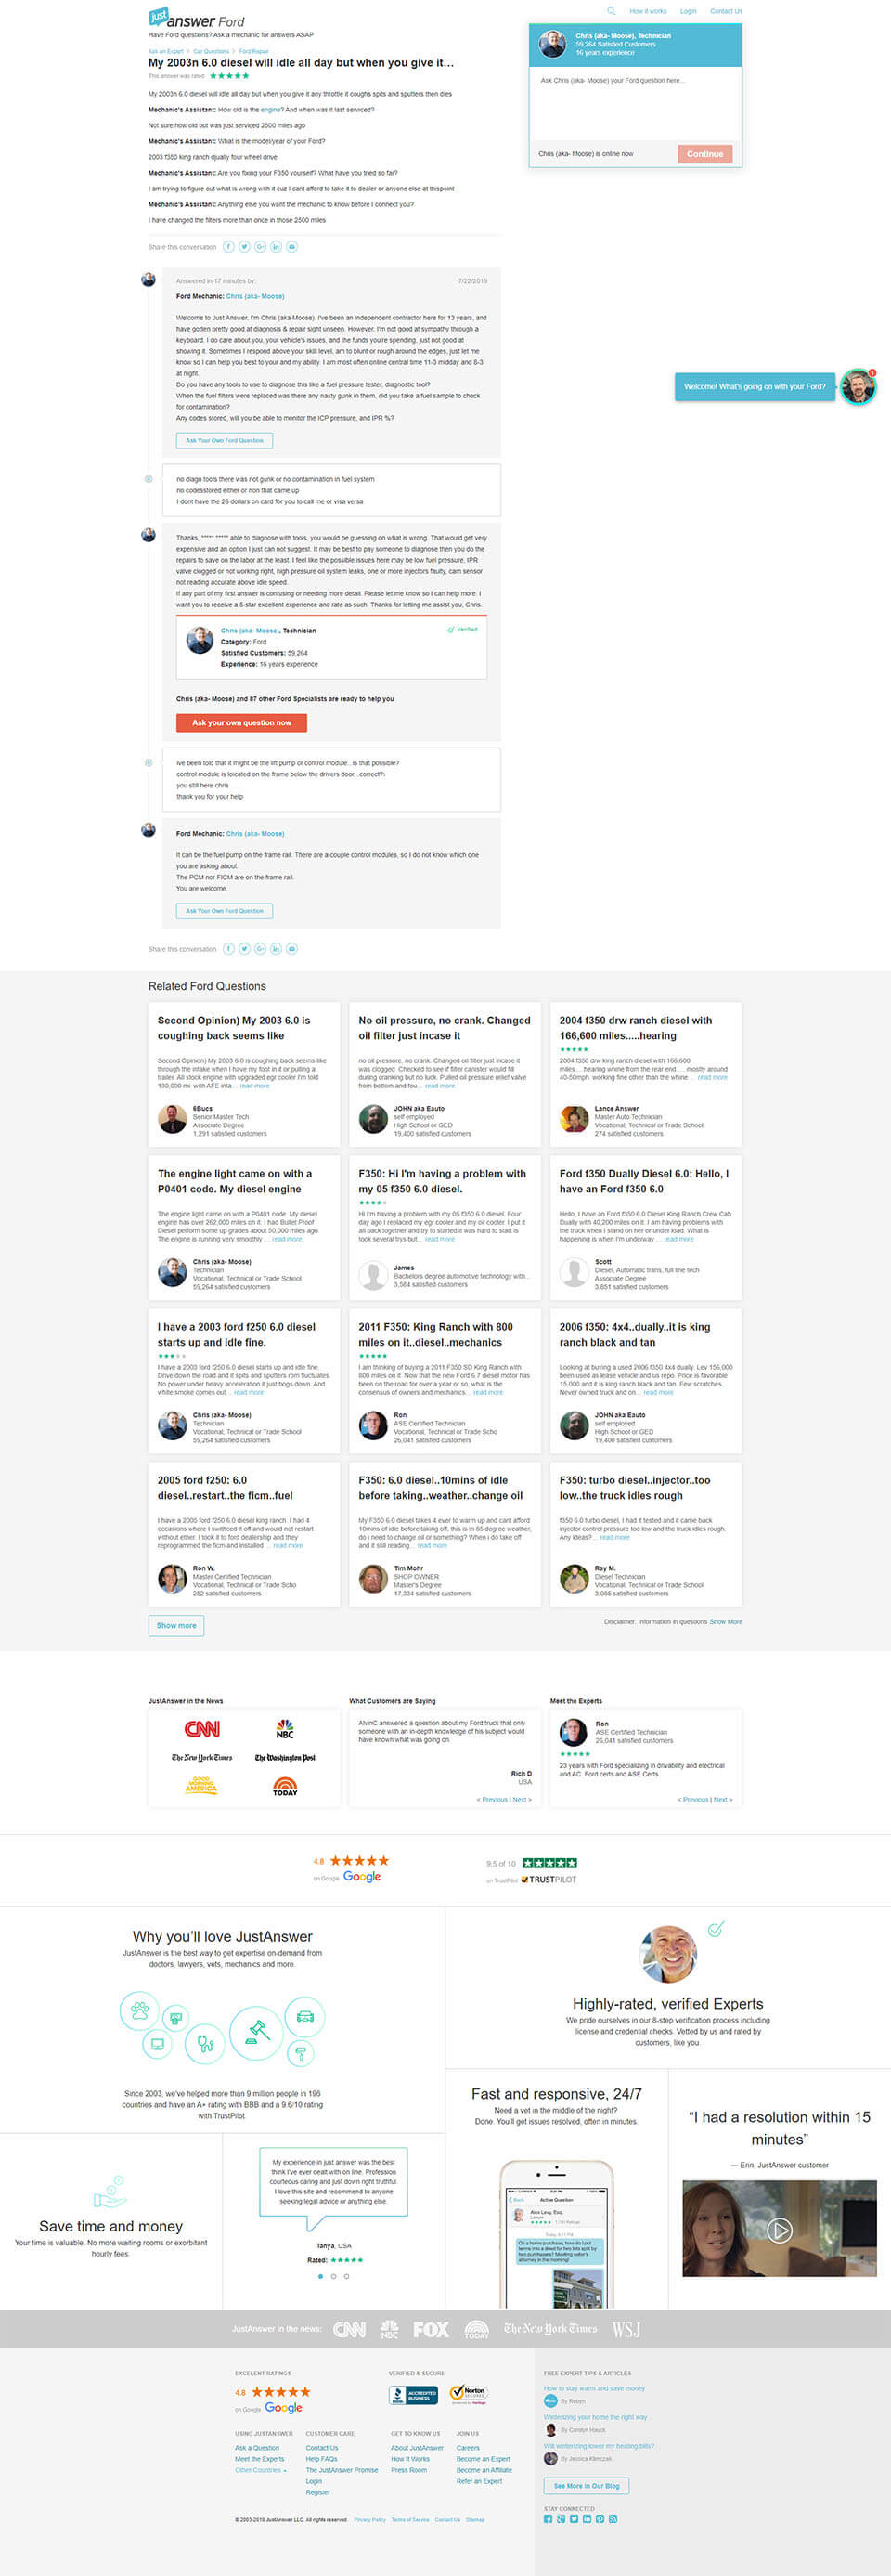 just answer Ford
How it works Login Contact Us
Have Ford questions? Ask a mechanic for answers ASAP
Ask an Expert > Car Questions > Ford Repair
My 2003n 6.0 diesel will idle all day but when you give it…
This answer was rated: ★★★★★
My 2003n 6.0 diesel will idle all day but when you give it any throttle it coughs spits and sputters then dies
Mechanic's Assistant: How old is the engine? And when was it last serviced?
Not sure how old but was just serviced 2500 miles ago
Mechanic's Assistant: What is the model/year of your Ford?
2003 f350 king ranch dually four wheel drive
Mechanic's Assistant: Are you fixing your F350 yourself? What have you tried so far?
I am trying to figure out what is wrong with it cuz I cant afford to take it to dealer or anyone else at thispoint
Mechanic's Assistant: Anything else you want the mechanic to know before I connect you?
I have changed the filters more than once in those 2500 miles
Share this conversation
Chris (aka- Moose), Technician
59,264 Satisfied Customers
16 years experience
Ask Chris (aka- Moose) your Ford question here...
Chris (aka- Moose) is online now
Continue
Answered in 17 minutes by: 7/22/2019
Ford Mechanic: Chris (aka- Moose)
Welcome to Just Answer, I'm Chris (aka-Moose). I've been an independent contractor here for 13 years, and
have gotten pretty good at diagnosis & repair sight unseen. However, I'm not good at sympathy through a
keyboard. I do care about you, your vehicle's issues, and the funds you're spending, just not good at
showing it. Sometimes I respond above your skill level, am to blunt or rough around the edges, just let me
know so I can help you best to your and my ability. I am most often online central time 11-3 midday and 8-3
at night.
Do you have any tools to use to diagnose this like a fuel pressure tester, diagnostic tool?
When the fuel filters were replaced was there any nasty gunk in them, did you take a fuel sample to check
for contamination?
Any codes stored, will you be able to monitor the ICP pressure, and IPR %?
Ask Your Own Ford Question
Welcome! What's going on with your Ford?
1
no diagn tools there was not gunk or no contamination in fuel system
no codesstored either or non that came up
I dont have the 26 dollars on card for you to call me or visa versa
Thanks, ***** ***** able to diagnose with tools, you would be guessing on what is wrong. That would get very
expensive and an option I just can not suggest. It may be best to pay someone to diagnose then you do the
repairs to save on the labor at the least. I feel like the possible issues here may be low fuel pressure, IPR
valve clogged or not working right, high pressure oil system leaks, one or more injectors faulty, cam sensor
not reading accurate above idle speed.
If any part of my first answer is confusing or needing more detail. Please let me know so I can help more. I
want you to receive a 5-star excellent experience and rate as such. Thanks for letting me assist you, Chris.
Chris (aka- Moose), Technician
Verified
Category: Ford
Satisfied Customers: 59,264
Experience: 16 years experience
Chris (aka- Moose) and 87 other Ford Specialists are ready to help you
Ask your own question now
ive been told that it might be the lift pump or control module.. is that possible?
control module is loicated on the frame below the drivers door ..correct?\
you still here chris
thank you for your help
Ford Mechanic: Chris (aka- Moose)
It can be the fuel pump on the frame rail. There are a couple control modules, so I do not know which one
you are asking about.
The PCM nor FICM are on the frame rail.
You are welcome.
Ask Your Own Ford Question
Share this conversation
Related Ford Questions
Second Opinion) My 2003 6.0 is
coughing back seems like
Second Opinion) My 2003 6.0 is coughing back seems like
through the intake when I have my foot in it or pulling a
trailer. All stock engine with upgraded egr cooler I'm told
130,000 mi. with AFE inta… read more
6Bucs
Senior Master Tech
Associate Degree
1,291 satisfied customers
No oil pressure, no crank. Changed
oil filter just incase it
no oil pressure, no crank. Changed oil filter just incase it
was clogged. Checked to see if filter canister would fill
during cranking but no luck. Pulled oil pressure relief valve
from bottom and fou… read more
JOHN aka Eauto
self employed
High School or GED
19,400 satisfied customers
2004 f350 drw ranch diesel with
166,600 miles.....hearing
★★★★★
2004 f350 drw king ranch diesel with 166,600
miles.... hearing whine from the rear end..... mostly around
40-50mph. working fine other than the whine… read more
Lance Answer
Master Auto Technician
Vocational, Technical or Trade School
274 satisfied customers
The engine light came on with a
P0401 code. My diesel engine
The engine light came on with a P0401 code. My diesel
engine has over 262,000 miles on it. I had Bullet Proof
Diesel perform some up grades about 50,000 miles ago.
The engine is running very smoothly… read more
Chris (aka- Moose)
Technician
Vocational, Technical or Trade School
59,264 satisfied customers
F350: Hi I'm having a problem with
my 05 f350 6.0 diesel.
★★★★★
Hi I'm having a problem with my 05 f350 6.0 diesel. Four
day ago I replaced my egr cooler and my oil cooler. I put it
all back together and try to started it was hard to start is
took several trys but… read more
James
Bachelors degree automotive technology with…
3,584 satisfied customers
Ford f350 Dually Diesel 6.0: Hello, I
have an Ford f350 6.0
Hello, I have an Ford f350 6.0 Diesel King Ranch Crew Cab
Dually with 40,200 miles on it. I am having problems with
the truck when I stand on her or under load. What is
happening is when I'm underway… read more
Scott
Diesel, Automatic trans, full line tech
Associate Degree
3,851 satisfied customers
I have a 2003 ford f250 6.0 diesel
starts up and idle fine.
★★★★★
I have a 2003 ford f250 6.0 diesel starts up and idle fine.
Drive down the road and it spits and sputters rpm fluctuates.
No power under heavy acceleration it just bogs down. And
white smoke comes out… read more
Chris (aka- Moose)
Technician
Vocational, Technical or Trade School
59,264 satisfied customers
2011 F350: King Ranch with 800
miles on it..diesel..mechanics
★★★★★
I am thinking of buying a 2011 F350 SD King Ranch with
800 miles on it. Now that the new Ford 6.7 diesel motor has
been on the road for over a year or so, what is the
consensus of owners and mechanics… read more
Ron
ASE Certified Technician
Vocational, Technical or Trade Scho
26,041 satisfied customers
2006 f350: 4x4..dually..it is king
ranch black and tan
Looking at buying a used 2006 f350 4x4 dually. Lev 156,000
been used as lease vehicle and us repo. Price is favorable
15,000 and it is king ranch black and tan. Few scratches.
Never owned truck and on… read more
JOHN aka Eauto
self employed
High School or GED
19,400 satisfied customers
2005 ford f250: 6.0
diesel..restart..the ficm..fuel
I have a 2005 ford f250 6.0 diesel king ranch. I had 4
occasions where I swithced it off and would not restart
without either. I took it to ford dealership and they
reprogrammed the ficm and installed… read more
Ron W.
Master Certified Technician
Vocational, Technical or Trade Scho
252 satisfied customers
F350: 6.0 diesel..10mins of idle
before taking..weather..change oil
My F350 6.0 diesel takes 4 ever to warm up and cant afford
10mins of idle before taking off, this is in 65 degree weather,
do i need to change oil or something? When i do take off
and it still reading… read more
Tim Mohr
SHOP OWNER
Master's Degree
17,334 satisfied customers
F350: turbo diesel..injector..too
low..the truck idles rough
f350 6.0 turbo diesel, I had it tested and it came back
injector control pressure too low and the truck idles rough.
Any ideas?… read more
Ray M.
Diesel Technician
Vocational, Technical or Trade School
3,085 satisfied customers
Show more
Disclaimer: Information in questions Show More
JustAnswer in the News
CNN
NBC
The New York Times
The Washington Post
GOOD MORNING AMERICA
TODAY
What Customers are Saying
AlvinC answered a question about my Ford truck that only
someone with an in-depth knowledge of his subject would
have known what was going on.
Rich D
USA
< Previous | Next >
Meet the Experts
Ron
ASE Certified Technician
26,041 satisfied customers
★★★★★
23 years with Ford specializing in drivability and electrical
and AC. Ford certs and ASE Certs
< Previous | Next >
4.8 ★★★★★
on Google Google
9.5 of 10
on TrustPilot TRUSTPILOT
Why you'll love JustAnswer
JustAnswer is the best way to get expertise on-demand from
doctors, lawyers, vets, mechanics and more.
Since 2003, we've helped more than 9 million people in 196
countries and have an A+ rating with BBB and a 9.6/10 rating
with TrustPilot.
Highly-rated, verified Experts
We pride ourselves in our 8-step verification process including
license and credential checks. Vetted by us and rated by
customers, like you.
Fast and responsive, 24/7
Need a vet in the middle of the night?
Done. You'll get issues resolved, often in minutes.
Back Active Question
Alex Levy, Esq.
On a home purchase, how do I put
"I had a resolution within 15
minutes"
— Erin, JustAnswer customer
Save time and money
Your time is valuable. No more waiting rooms or exorbitant
hourly fees.
My experience in just answer was the best
think I've ever dealt with on line. Profession
courteous caring and just down right truthful.
I love this site and recommend to anyone
seeking legal advice or anything else.
Tanya, USA
Rated: ★★★★★
JustAnswer in the news: CNN NBC FOX TODAY The New York Times WSJ
EXCELENT RATINGS
4.8 ★★★★★
on Google Google
VERIFIED & SECURE
BBB ACCREDITED BUSINESS
Norton SECURED
USING JUSTANSWER
Ask a Question
Meet the Experts
Other Countries
CUSTOMER CARE
Contact Us
Help FAQs
The JustAnswer Promise
Login
Register
GET TO KNOW US
About JustAnswer
How It Works
Press Room
JOIN US
Careers
Become an Expert
Become an Affiliate
Refer an Expert
© 2003-2019 JustAnswer LLC. All rights reserved. Privacy Policy Terms of Service Contact Us Sitemap
FREE EXPERT TIPS & ARTICLES
How to stay warm and save money
By Robyn
Winterizing your home the right way…
By Carolyn Hauck
Will winterizing lower my heating bills?…
By Jessica Klimczak
See More in Our Blog
STAY CONNECTED